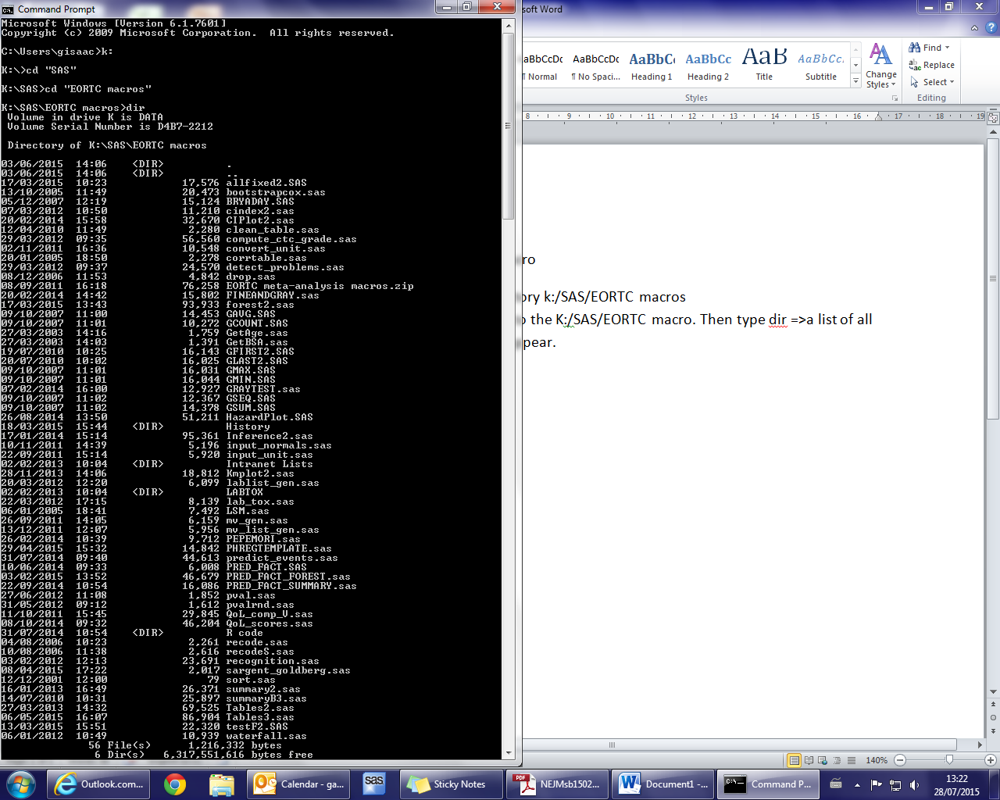 Command Prompt
Microsoft Windows [Version 6.1.7601]
Copyright (c) 2009 Microsoft Corporation.  All rights reserved.
C:\Users\gisaac>k:
K:\>cd "SAS"
K:\SAS>cd "EORTC macros"
K:\SAS\EORTC macros>dir
 Volume in drive K is DATA
 Volume Serial Number is D4B7-2212
 Directory of K:\SAS\EORTC macros
03/06/2015  14:06    <DIR>          .
03/06/2015  14:06    <DIR>          ..
17/03/2015  10:23            17,576 allfixed2.SAS
13/10/2005  11:49            20,473 bootstrapcox.sas
05/12/2007  12:19            15,124 BRYADAY.SAS
07/03/2012  10:50            11,210 cindex2.sas
20/02/2014  15:58            32,670 CIPlot2.sas
12/04/2010  11:49             2,280 clean_table.sas
29/03/2012  09:35            56,560 compute_ctc_grade.sas
02/11/2011  16:36            10,548 convert_unit.sas
20/01/2005  18:50             2,278 corrtable.sas
29/03/2012  09:37            24,570 detect_problems.sas
08/12/2006  11:53             4,842 drop.sas
08/09/2011  16:18            76,258 EORTC meta-analysis macros.zip
20/02/2014  14:42            15,802 FINEANDGRAY.sas
17/03/2015  13:43            93,933 forest2.sas
09/10/2007  11:00            14,453 GAVG.SAS
09/10/2007  11:01            10,272 GCOUNT.SAS
27/03/2003  14:16             1,759 GetAge.sas
27/03/2003  14:03             1,391 GetBSA.sas
19/07/2010  10:25            16,143 GFIRST2.SAS
20/07/2010  10:02            16,025 GLAST2.SAS
09/10/2007  11:01            16,031 GMAX.SAS
09/10/2007  11:01            16,044 GMIN.SAS
07/02/2014  16:00            12,927 GRAYTEST.sas
09/10/2007  11:02            12,367 GSEQ.SAS
09/10/2007  11:02            14,378 GSUM.SAS
26/08/2014  13:50            51,211 HazardPlot.SAS
18/03/2015  15:44    <DIR>          History
17/01/2014  15:14            95,361 Inference2.sas
10/11/2011  14:39             5,196 input_normals.sas
22/09/2011  15:14             5,920 input_unit.sas
02/02/2013  10:04    <DIR>          Intranet Lists
28/11/2013  14:06            18,812 Kmplot2.sas
20/03/2012  12:20             6,099 lablist_gen.sas
02/02/2013  10:04    <DIR>          LABTOX
22/03/2012  17:15             8,139 lab_tox.sas
06/01/2005  18:41             7,492 LSM.sas
26/09/2011  14:05             6,159 mv_gen.sas
13/12/2011  12:07             5,956 mv_list_gen.sas
26/02/2014  10:39             9,712 PEPEMORI.sas
29/04/2015  15:32            14,842 PHREGTEMPLATE.sas
31/07/2014  09:40            44,613 predict_events.sas
10/06/2014  09:33             6,008 PRED_FACT.SAS
03/02/2015  13:52            46,679 PRED_FACT_FOREST.sas
22/09/2014  10:54            16,086 PRED_FACT_SUMMARY.sas
27/06/2012  11:08             1,852 pval.sas
31/05/2012  09:12             1,612 pvalrnd.sas
11/10/2011  15:45            29,845 QoL_comp_V.sas
08/10/2014  09:32            46,204 QoL_scores.sas
31/07/2014  10:54    <DIR>          R code
04/08/2006  10:23             2,261 recode.sas
10/08/2006  11:38             2,616 recodeS.sas
03/02/2012  12:13            23,691 recognition.sas
08/04/2015  17:22             2,017 sargent_goldberg.sas
12/12/2001  12:00                79 sort.sas
16/01/2013  16:49            26,371 summary2.sas
14/07/2010  10:31            25,897 summaryB3.sas
27/03/2013  14:32            69,525 Tables2.sas
06/05/2015  16:07            86,904 Tables3.sas
13/03/2015  15:51            22,320 testF2.SAS
06/01/2012  10:49            10,939 waterfall.sas
              56 File(s)      1,216,332 bytes
               6 Dir(s)   6,317,551,616 bytes free
soft Word
AaBbCcDc AaBbCcDc AaBbCc AaBbCc AaB AaBbCc.
¶ Normal ¶ No Spaci... Heading 1 Heading 2 Title Subtitle
Change Styles
Find
Replace
Select
Styles
Editing
8 9 10 11 12 13 14 15 16 17 18 19
ro
ory k:/SAS/EORTC macros
o the K:/SAS/EORTC macro. Then type dir =>a list of all
pear.
140%
Outlook.com...
Calendar - ga...
sas
Sticky Notes
PDF
NEJMsb1502...
Document1 -...
Command P...
13:22
28/07/2015